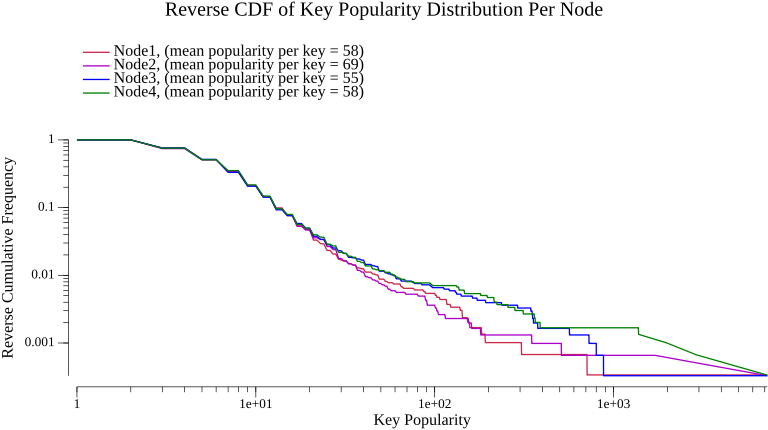 Reverse CDF of Key Popularity Distribution Per Node
Node1, (mean popularity per key = 58)
Node2, (mean popularity per key = 69)
Node3, (mean popularity per key = 55)
Node4, (mean popularity per key = 58)
Reverse Cumulative Frequency
1
0.1
0.01
0.001
1
1e+01
1e+02
1e+03
Key Popularity